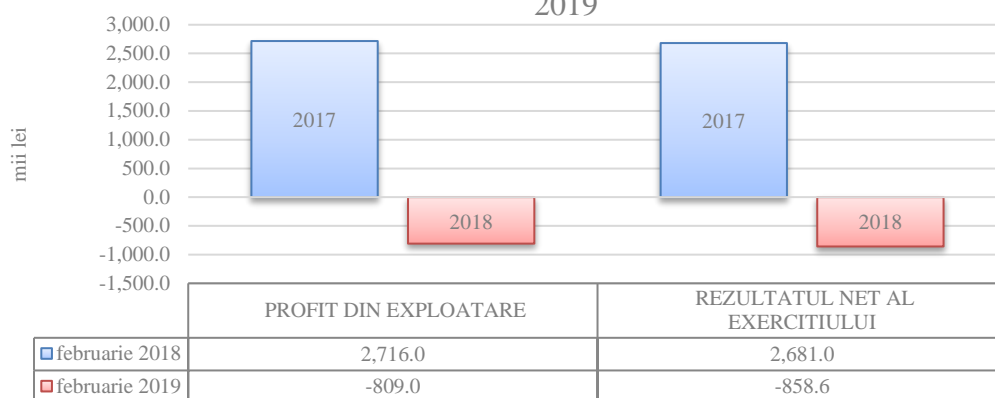 2019
3,000.0
2,500.0
2,000.0
1,500.0
1,000.0
500.0
0.0
-500.0
-1,000.0
-1,500.0
mii lei
2017
2018
2017
2018
PROFIT DIN EXPLOATARE
REZULTATUL NET AL
EXERCITIULUI
februarie 2018 2,716.0 2,681.0
februarie 2019 -809.0 -858.6